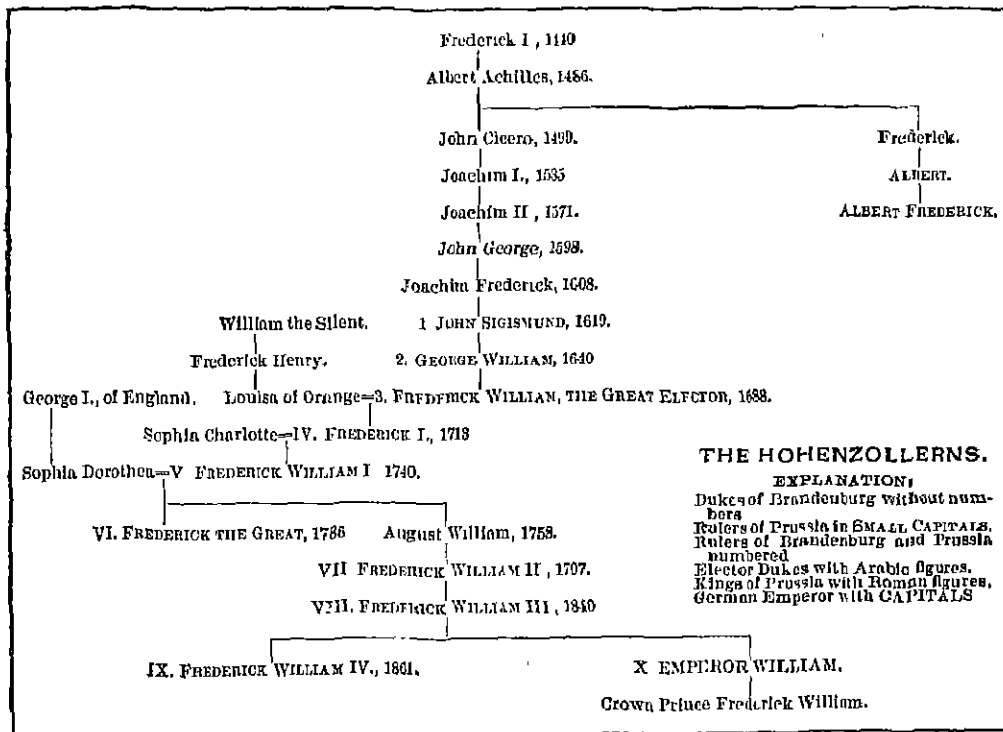 Frederick I, 1440
Albert Achilles, 1486.
John Cicero, 1499. Frederick.
Joachim I., 1535 ALBERT.
Joachim II, 1571. ALBERT FREDERICK.
John George, 1598.
Joachim Frederick, 1608.
William the Silent. 1 JOHN SIGISMUND, 1619.
Frederick Henry. 2. GEORGE WILLIAM, 1640
George I., of England. Louisa of Orange=3. FREDERICK WILLIAM, THE GREAT ELECTOR, 1688.
Sophia Charlotte=IV. FREDERICK I., 1713
Sophia Dorothea=V FREDERICK WILLIAM I 1740.
THE HOHENZOLLERNS.
EXPLANATION:
Dukes of Brandenburg without num-
bers
Rulers of Prussia in SMALL CAPITALS.
Rulers of Brandenburg and Prussia
numbered
Elector Dukes with Arabic figures.
Kings of Prussia with Roman figures.
German Emperor with CAPITALS
VI. FREDERICK THE GREAT, 1786 August William, 1758.
VII FREDERICK WILLIAM II, 1797.
VIII. FREDERICK WILLIAM III, 1840
IX. FREDERICK WILLIAM IV., 1861. X EMPEROR WILLIAM.
Crown Prince Frederick William.